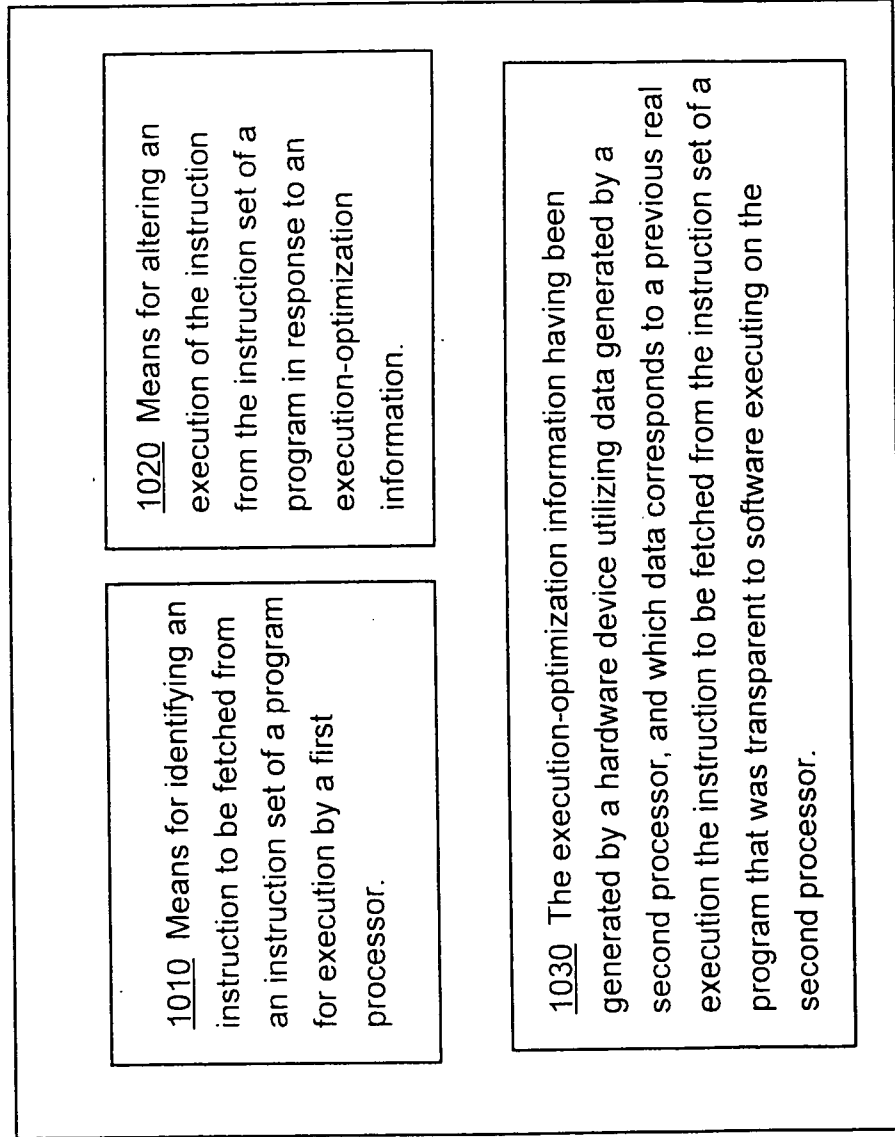 1010 Means for identifying an
instruction to be fetched from
an instruction set of a program
for execution by a first
processor.
1020 Means for altering an
execution of the instruction
from the instruction set of a
program in response to an
execution-optimization
information.
1030 The execution-optimization information having been
generated by a hardware device utilizing data generated by a
second processor, and which data corresponds to a previous real
execution the instruction to be fetched from the instruction set of a
program that was transparent to software executing on the
second processor.